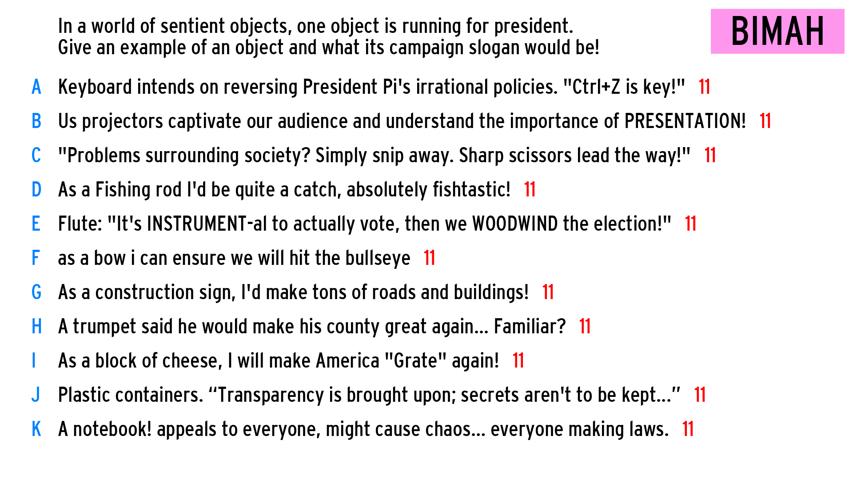 In a world of sentient objects, one object is running for president.
Give an example of an object and what its campaign slogan would be!
BIMAH
A Keyboard intends on reversing President Pi's irrational policies. "Ctrl+Z is key!" 11
B Us projectors captivate our audience and understand the importance of PRESENTATION! 11
C "Problems surrounding society? Simply snip away. Sharp scissors lead the way!" 11
D As a Fishing rod I'd be quite a catch, absolutely fishtastic! 11
E Flute: "It's INSTRUMENT-al to actually vote, then we WOODWIND the election!" 11
F as a bow i can ensure we will hit the bullseye 11
G As a construction sign, I'd make tons of roads and buildings! 11
H A trumpet said he would make his county great again... Familiar? 11
I As a block of cheese, I will make America "Grate" again! 11
J Plastic containers. “Transparency is brought upon; secrets aren't to be kept...” 11
K A notebook! appeals to everyone, might cause chaos... everyone making laws. 11